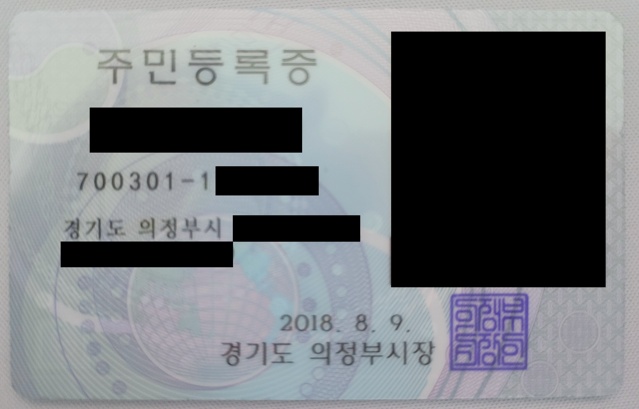 주민등록증
700301-1
경기도 의정부시
2018. 8. 9.
경기도 의정부시장